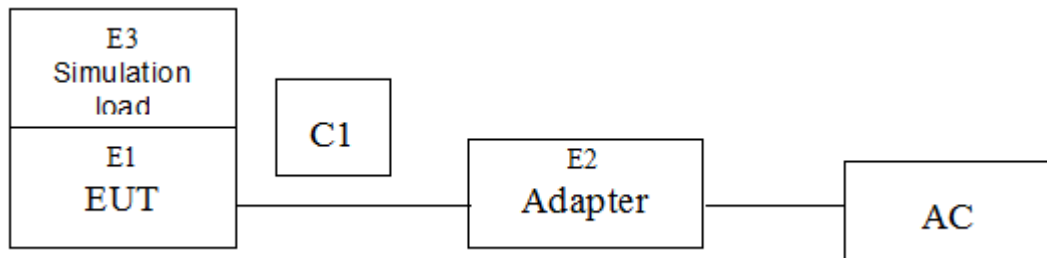 E3
Simulation
load
E1
EUT
C1
E2
Adapter
AC